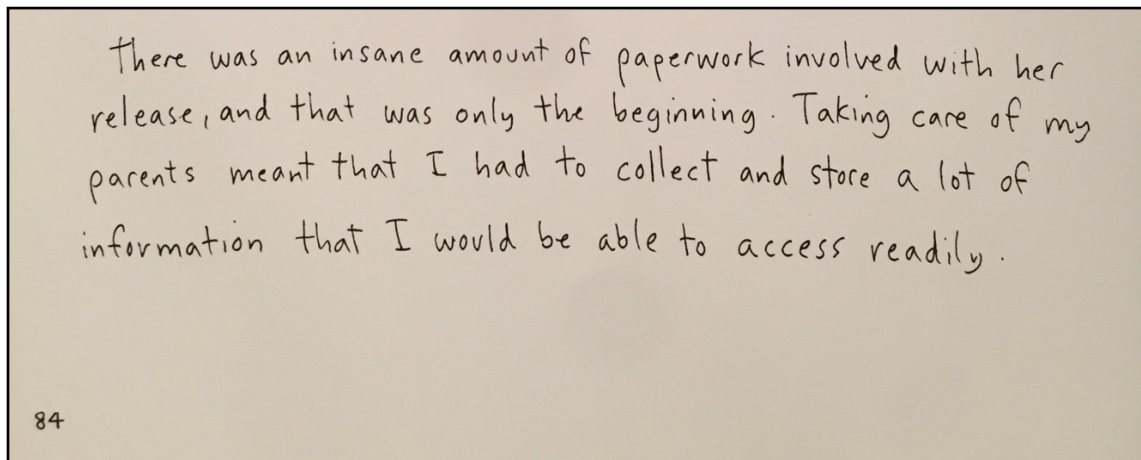 There was an insane amount of paperwork involved with her
release, and that was only the beginning. Taking care of my
parents meant that I had to collect and store a lot of
information that I would be able to access readily.
84